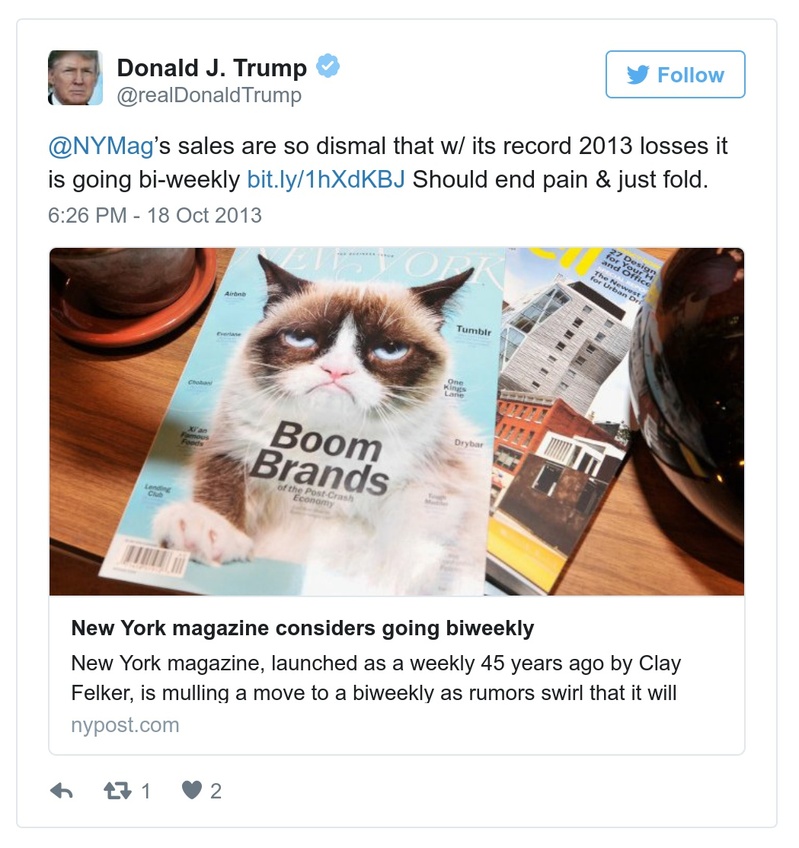 Donald J. Trump
@realDonaldTrump
Follow
@NYMag's sales are so dismal that w/ its record 2013 losses it
is going bi-weekly bit.ly/1hXdKBJ Should end pain & just fold.
6:26 PM - 18 Oct 2013
NEW YORK
Airbnb
Everlane
Chobani
Xi'an
Famous
Foods
Lending
Club
Tumblr
One
Kings
Lane
Drybar
Tough
Mudder
Boom
Brands
of the Post-Crash
Economy
27 Design
for Your H
and Office
The Newest
for Urban
New York magazine considers going biweekly
New York magazine, launched as a weekly 45 years ago by Clay
Felker, is mulling a move to a biweekly as rumors swirl that it will
nypost.com
1
2